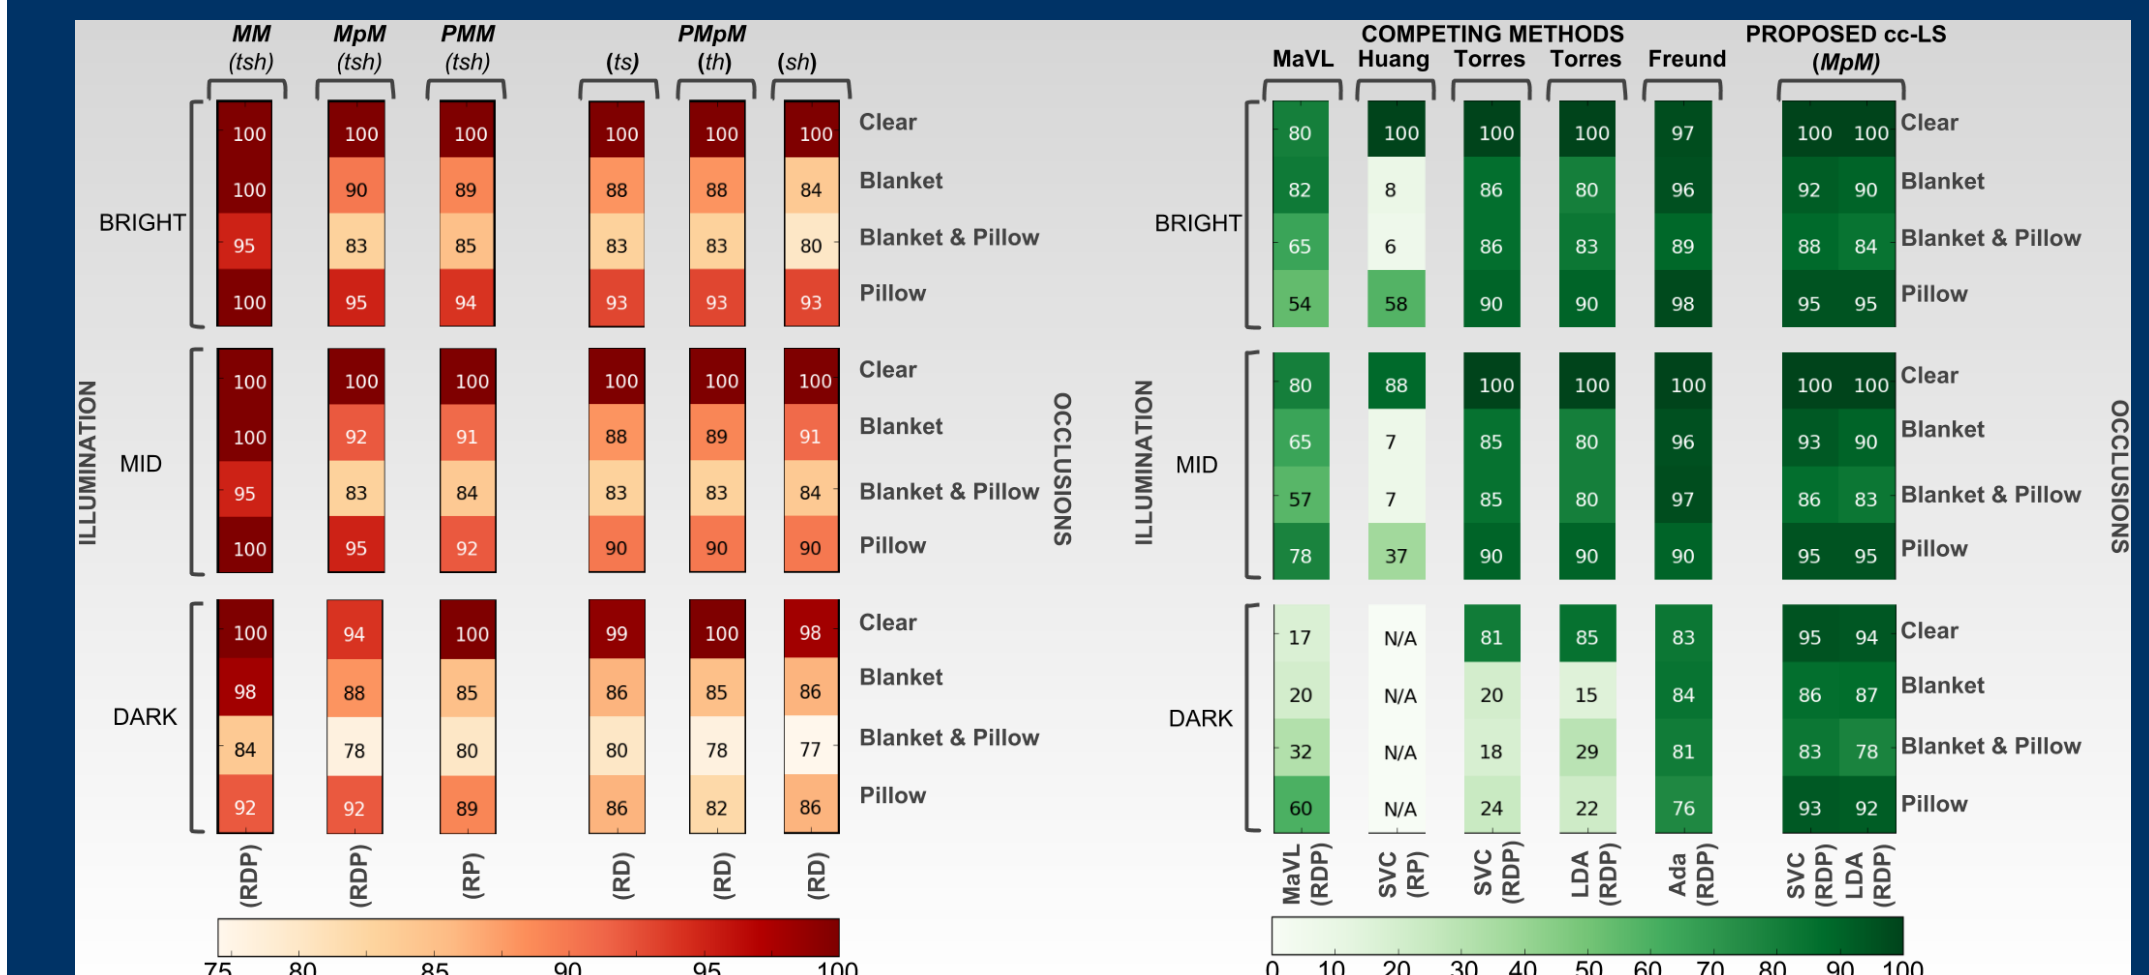 MM MpM PMM PMpM
(tsh) (tsh) (tsh) (ts) (th) (sh)
BRIGHT
100 100 100 100 100 100 Clear
100 90 89 88 88 84 Blanket
95 83 85 83 83 80 Blanket & Pillow
100 95 94 93 93 93 Pillow
MID
100 100 100 100 100 100 Clear
100 92 91 88 89 91 Blanket
95 83 84 83 83 84 Blanket & Pillow
100 95 92 90 90 90 Pillow
DARK
100 94 100 99 100 98 Clear
98 88 85 86 85 86 Blanket
84 78 80 80 78 77 Blanket & Pillow
92 92 89 86 82 86 Pillow
ILLUMINATION
OCCLUSIONS
(RDP) (RDP) (RP) (RD) (RD) (RD)
75 80 85 90 95 100
COMPETING METHODS PROPOSED cc-LS
MaVL Huang Torres Torres Freund (MpM)
BRIGHT
80 100 100 100 97 100 100 Clear
82 8 86 80 96 92 90 Blanket
65 6 86 83 89 88 84 Blanket & Pillow
54 58 90 90 98 95 95 Pillow
MID
80 88 100 100 100 100 100 Clear
65 7 85 80 96 93 90 Blanket
57 7 85 80 97 86 83 Blanket & Pillow
78 37 90 90 90 95 95 Pillow
DARK
17 N/A 81 85 83 95 94 Clear
20 N/A 20 15 84 86 87 Blanket
32 N/A 18 29 81 83 78 Blanket & Pillow
60 N/A 24 22 76 93 92 Pillow
ILLUMINATION
OCCLUSIONS
MaVL SVC SVC LDA Ada SVC LDA
(RDP) (RP) (RDP) (RDP) (RDP) (RDP) (RDP)
0 10 20 30 40 50 60 70 80 90 100